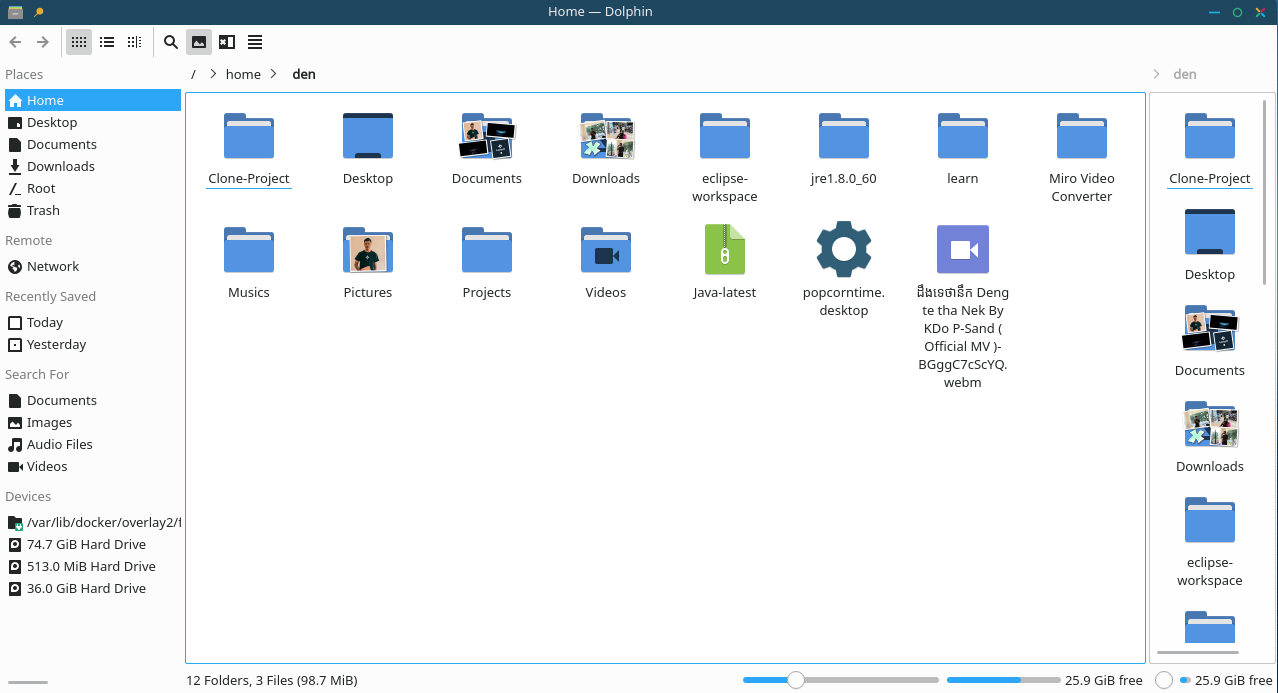 Home — Dolphin
Places
Home
Desktop
Documents
Downloads
Root
Trash
Remote
Network
Recently Saved
Today
Yesterday
Search For
Documents
Images
Audio Files
Videos
Devices
/var/lib/docker/overlay2/f
74.7 GiB Hard Drive
513.0 MiB Hard Drive
36.0 GiB Hard Drive
/ > home > den
Clone-Project
Desktop
Documents
Downloads
eclipse-
workspace
jre1.8.0_60
learn
Miro Video
Converter
Musics
Pictures
Projects
Videos
Java-latest
popcorntime.
desktop
ដឹងទេថានឹក Deng
te tha Nek By
KDo P-Sand (
Official MV )-
BGggC7cScYQ.
webm
> den
Clone-Project
Desktop
Documents
Downloads
eclipse-
workspace
12 Folders, 3 Files (98.7 MiB)
25.9 GiB free
25.9 GiB free